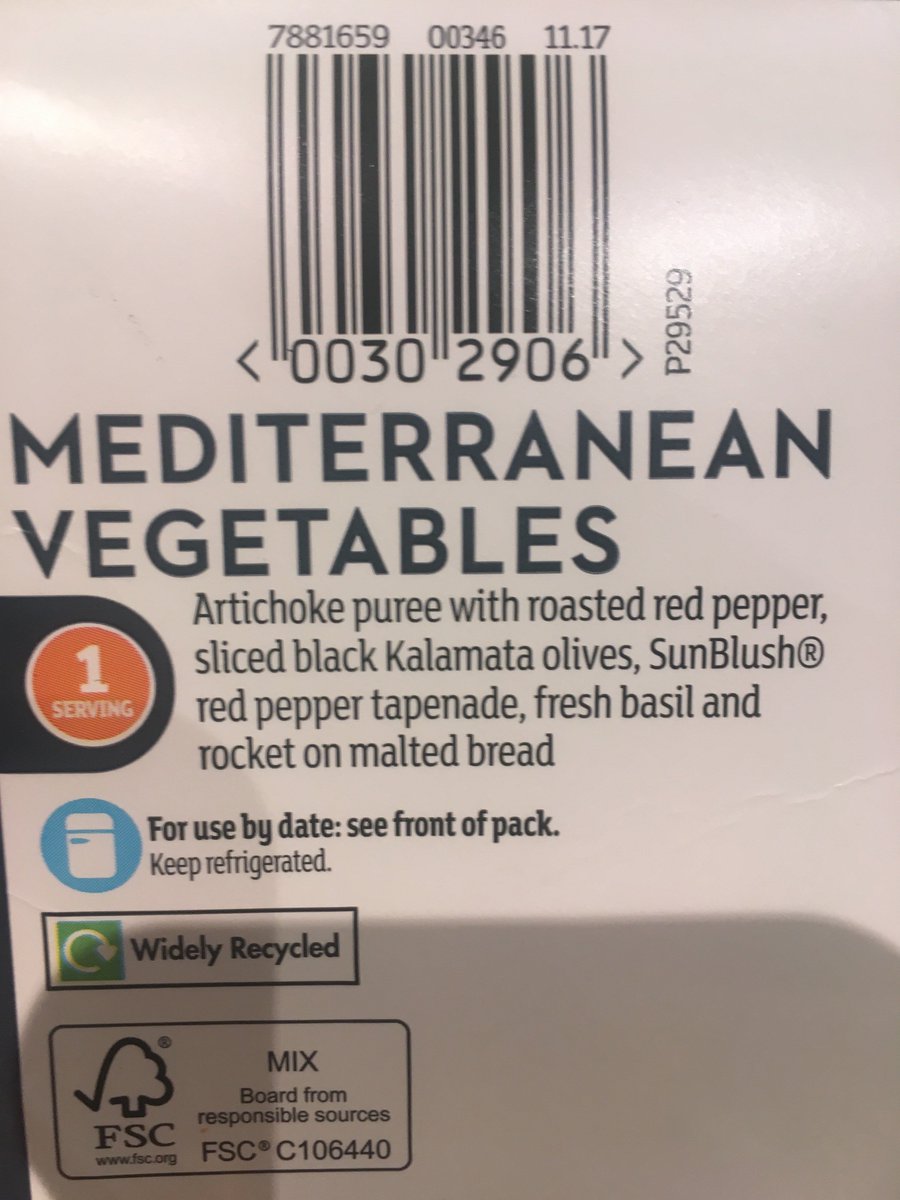 7881659 00346 11.17
P29529
<0030 2906>
MEDITERRANEAN
VEGETABLES
Artichoke puree with roasted red pepper,
sliced black Kalamata olives, SunBlush®
red pepper tapenade, fresh basil and
rocket on malted bread
1
SERVING
For use by date: see front of pack.
Keep refrigerated.
Widely Recycled
®
FSC
www.fsc.org
MIX
Board from
responsible sources
FSC® C106440